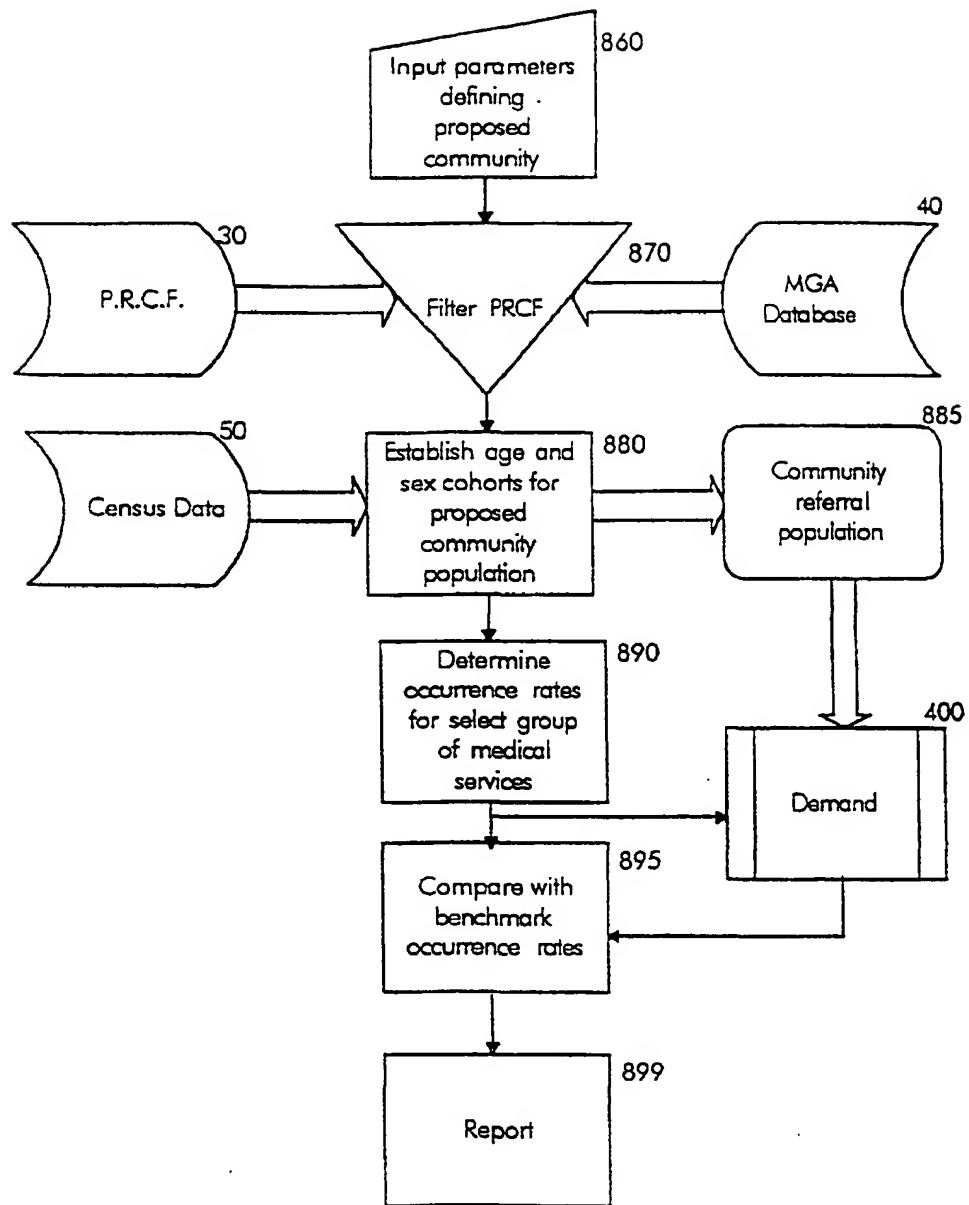 860
Input parameters
defining
proposed
community
30
P.R.C.F.
870
Filter PRCF
40
MGA
Database
50
Census Data
880
Establish age and
sex cohorts for
proposed
community
population
885
Community
referral
population
890
Determine
occurrence rates
for select group
of medical
services
400
Demand
895
Compare with
benchmark
occurrence rates
899
Report